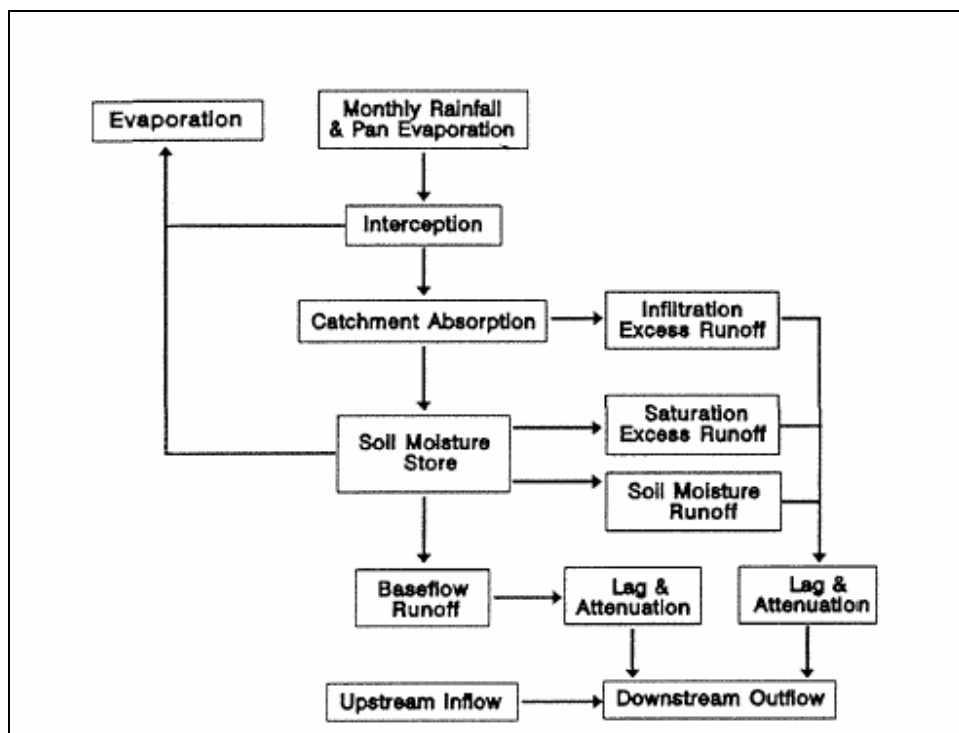 Evaporation
Monthly Rainfall
& Pan Evaporation
Interception
Catchment Absorption
Infiltration
Excess Runoff
Soil Moisture
Store
Saturation
Excess Runoff
Soil Moisture
Runoff
Baseflow
Runoff
Lag &
Attenuation
Lag &
Attenuation
Upstream Inflow
Downstream Outflow